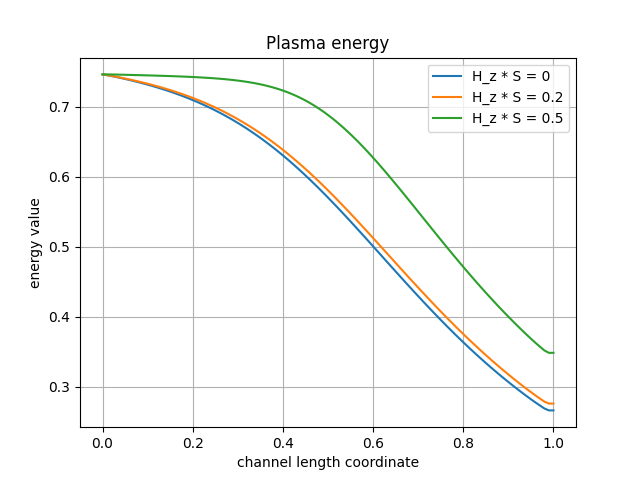 Plasma energy
H_z * S = 0
H_z * S = 0.2
H_z * S = 0.5
energy value
0.7
0.6
0.5
0.4
0.3
0.0 0.2 0.4 0.6 0.8 1.0
channel length coordinate